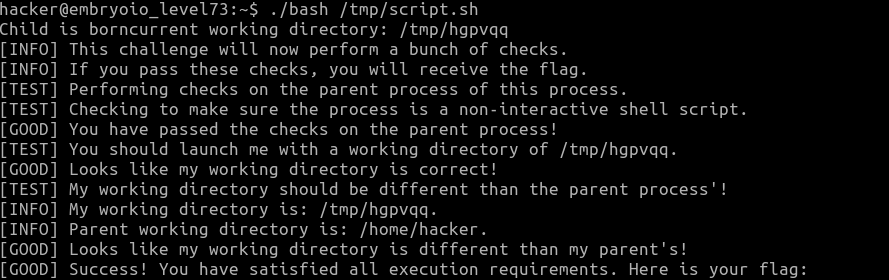 hacker@embryoio_level73:~$ ./bash /tmp/script.sh
Child is borncurrent working directory: /tmp/hgpvqq
[INFO] This challenge will now perform a bunch of checks.
[INFO] If you pass these checks, you will receive the flag.
[TEST] Performing checks on the parent process of this process.
[TEST] Checking to make sure the process is a non-interactive shell script.
[GOOD] You have passed the checks on the parent process!
[TEST] You should launch me with a working directory of /tmp/hgpvqq.
[GOOD] Looks like my working directory is correct!
[TEST] My working directory should be different than the parent process'!
[INFO] My working directory is: /tmp/hgpvqq.
[INFO] Parent working directory is: /home/hacker.
[GOOD] Looks like my working directory is different than my parent's!
[GOOD] Success! You have satisfied all execution requirements. Here is your flag: